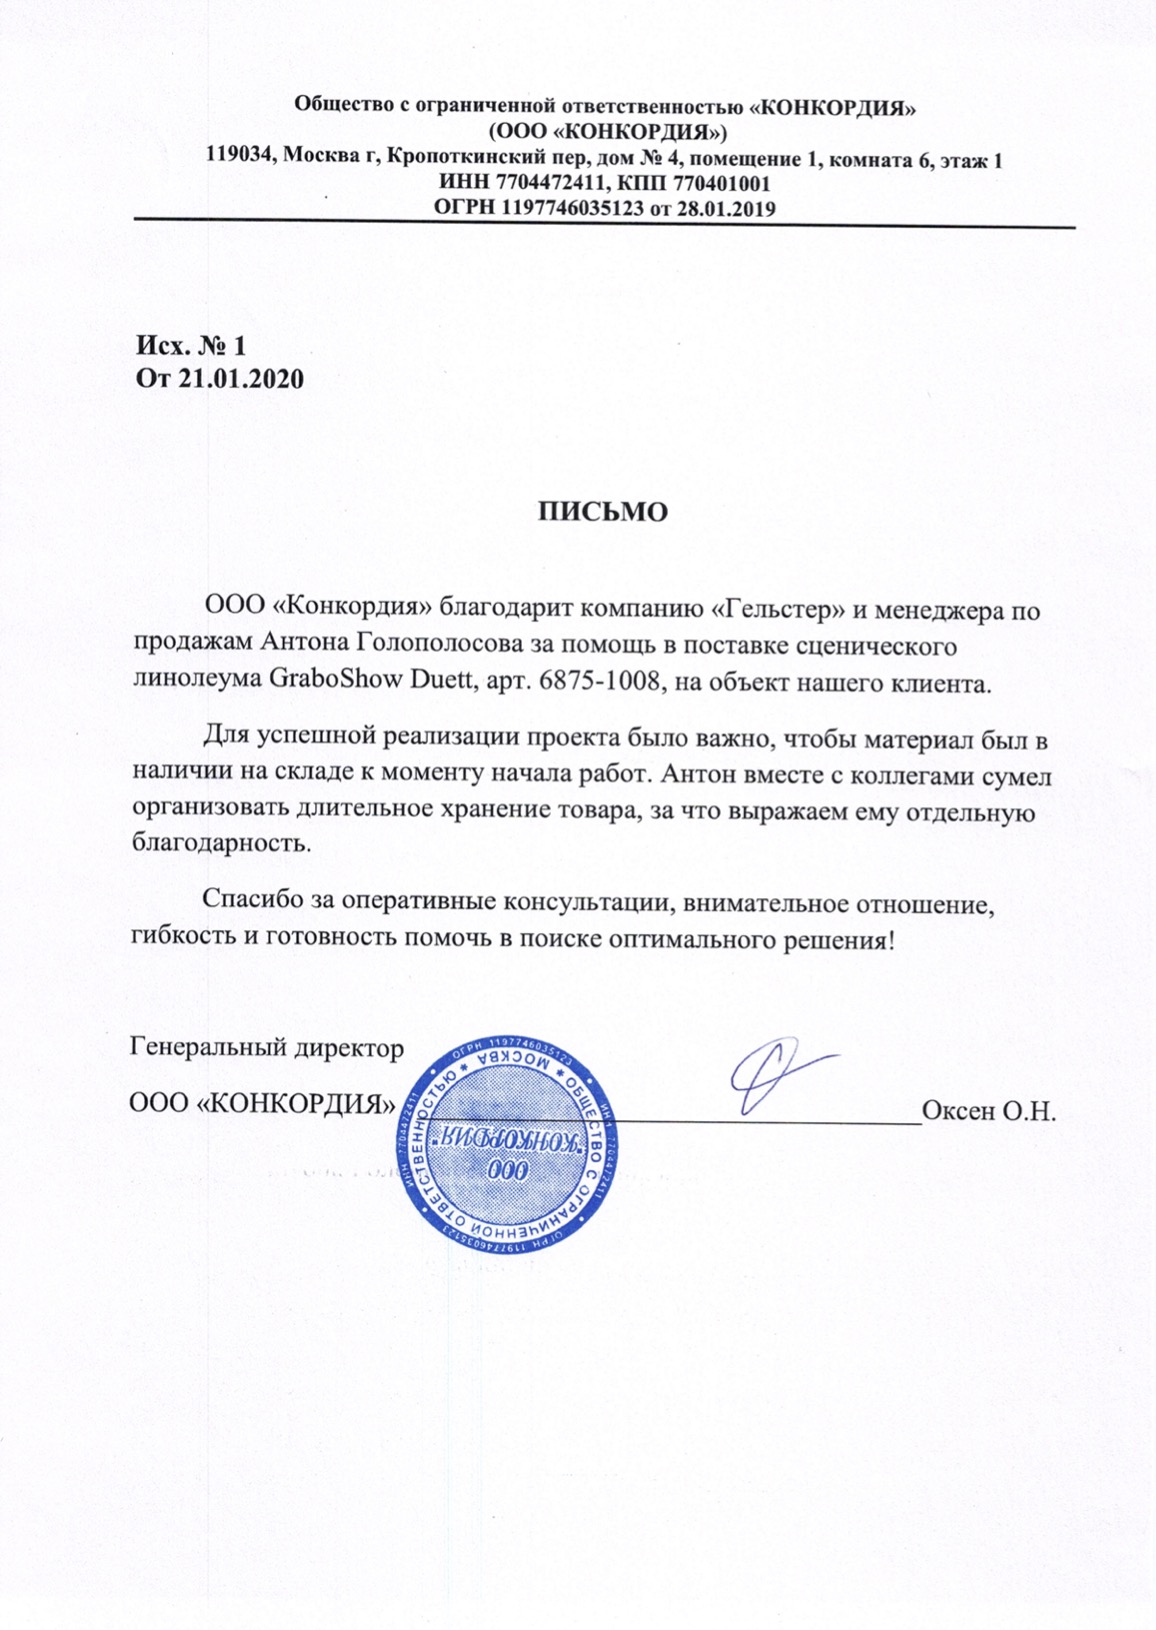 Общество с ограниченной ответственностью «КОНКОРДИЯ»
(ООО «КОНКОРДИЯ»)
119034, Москва г, Кропоткинский пер, дом № 4, помещение 1, комната 6, этаж 1
ИНН 7704472411, КПП 770401001
ОГРН 1197746035123 от 28.01.2019
Исх. № 1
От 21.01.2020
ПИСЬМО
ООО «Конкордия» благодарит компанию «Гельстер» и менеджера по
продажам Антона Голополосова за помощь в поставке сценического
линолеума GraboShow Duett, арт. 6875-1008, на объект нашего клиента.
Для успешной реализации проекта было важно, чтобы материал был в
наличии на складе к моменту начала работ. Антон вместе с коллегами сумел
организовать длительное хранение товара, за что выражаем ему отдельную
благодарность.
Спасибо за оперативные консультации, внимательное отношение,
гибкость и готовность помочь в поиске оптимального решения!
Генеральный директор
ООО «КОНКОРДИЯ» Оксен О.Н.
ОГРН 1197746035123 * ИНН 7704472411 * ОГРН 1197746035123 * ИНН 7704472411
* ОБЩЕСТВО С ОГРАНИЧЕННОЙ ОТВЕТСТВЕННОСТЬЮ * МОСКВА
ООО
"КОНКОРДИЯ"